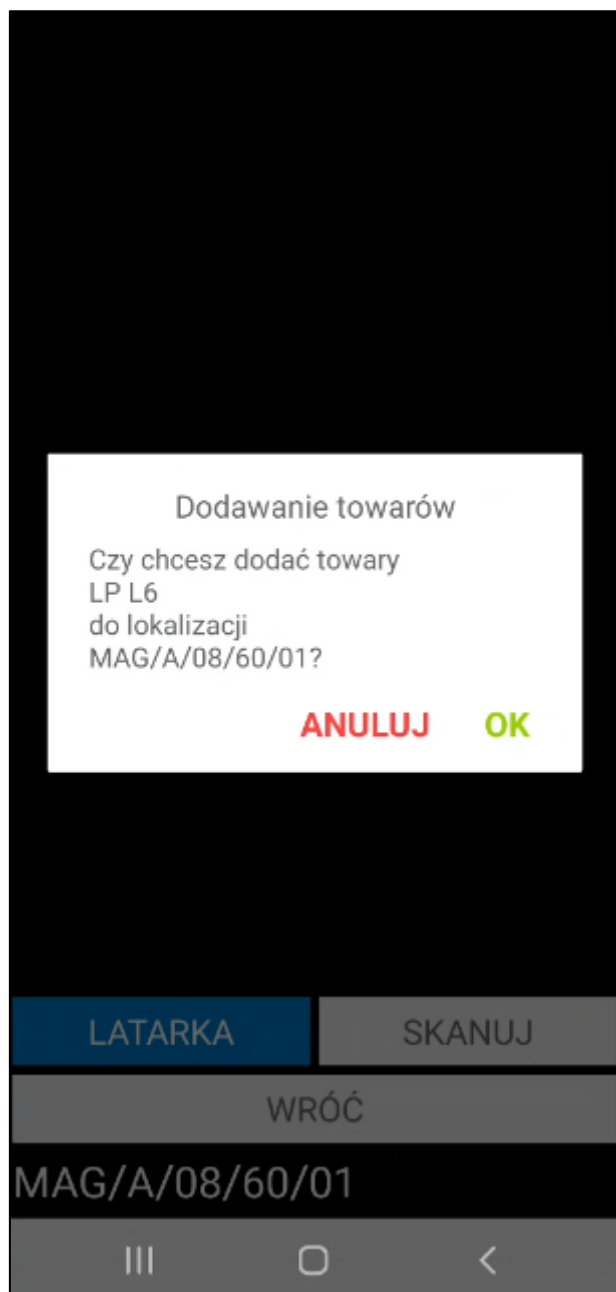 Dodawanie towarów
Czy chcesz dodać towary
LP L6
do lokalizacji
MAG/A/08/60/01?
ANULUJ OK
LATARKA SKANUJ
WRÓĆ
MAG/A/08/60/01